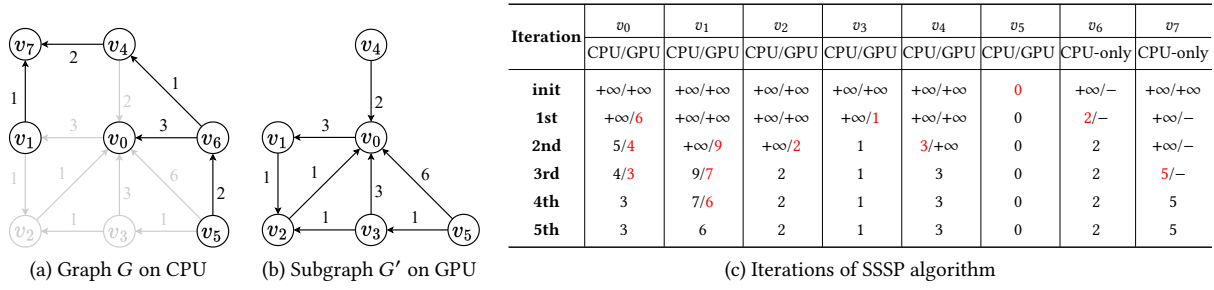 v7 v4
2
1 2 1
v1 3 v0 3 v6
1 1 3 6 2
v2 1 v3 1 v5
(a) Graph G on CPU
v4
2
v1 3 v0
1 1 3 6
v2 1 v3 1 v5
(b) Subgraph G′ on GPU
Iteration v0 v1 v2 v3 v4 v5 v6 v7
CPU/GPU CPU/GPU CPU/GPU CPU/GPU CPU/GPU CPU/GPU CPU-only CPU-only
init +∞/+∞ +∞/+∞ +∞/+∞ +∞/+∞ +∞/+∞ 0 +∞/− +∞/+∞
1st +∞/6 +∞/+∞ +∞/+∞ +∞/1 +∞/+∞ 0 2/− +∞/−
2nd 5/4 +∞/9 +∞/2 1 3/+∞ 0 2 +∞/−
3rd 4/3 9/7 2 1 3 0 2 5/−
4th 3 7/6 2 1 3 0 2 5
5th 3 6 2 1 3 0 2 5
(c) Iterations of SSSP algorithm